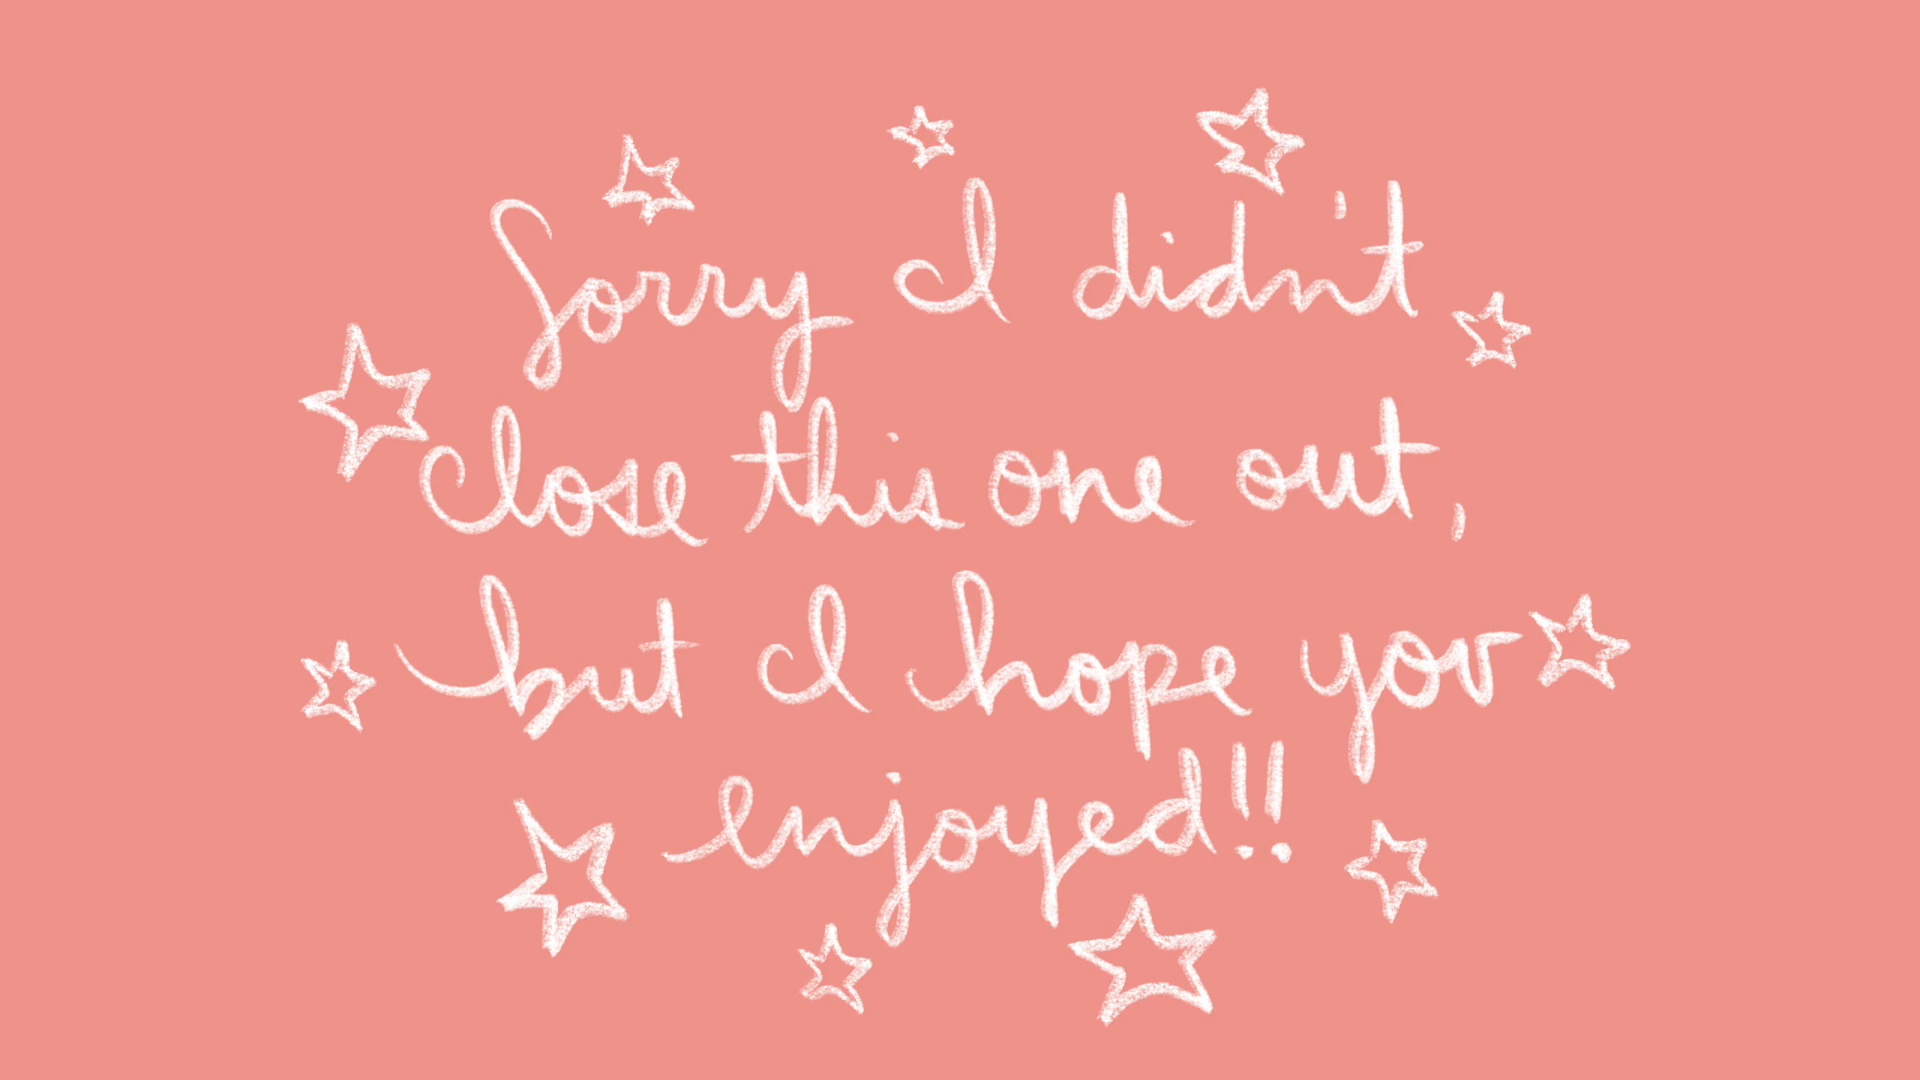 Sorry I didn't
close this one out,
but I hope you
enjoyed!!